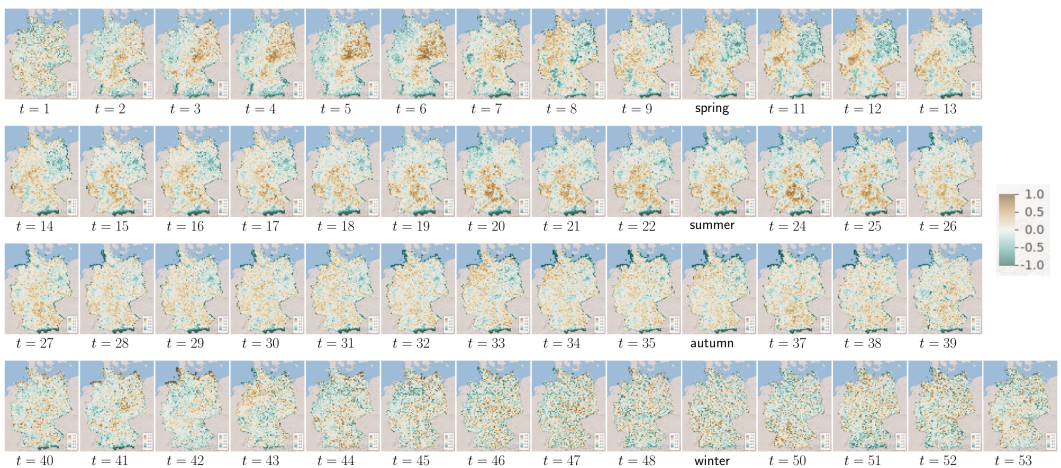 t = 1 t = 2 t = 3 t = 4 t = 5 t = 6 t = 7 t = 8 t = 9 spring t = 11 t = 12 t = 13
t = 14 t = 15 t = 16 t = 17 t = 18 t = 19 t = 20 t = 21 t = 22 summer t = 24 t = 25 t = 26
1.0
0.5
0.0
-0.5
-1.0
t = 27 t = 28 t = 29 t = 30 t = 31 t = 32 t = 33 t = 34 t = 35 autumn t = 37 t = 38 t = 39
t = 40 t = 41 t = 42 t = 43 t = 44 t = 45 t = 46 t = 47 t = 48 winter t = 50 t = 51 t = 52 t = 53